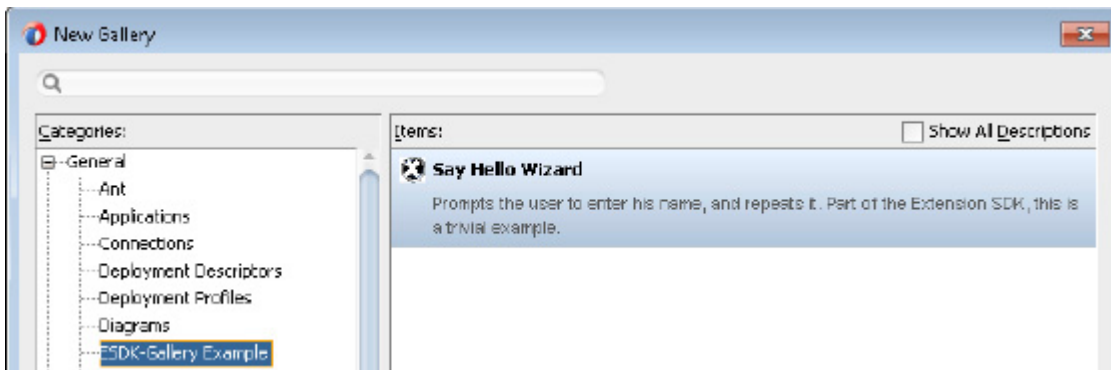 New Gallery
Categories:
Items:
Show All Descriptions
General
Ant
Applications
Connections
Deployment Descriptors
Deployment Profiles
Diagrams
ESDK-Gallery Example
Say Hello Wizard
Prompts the user to enter his name, and repeats it. Part of the Extension SDK, this is
a trivial example.